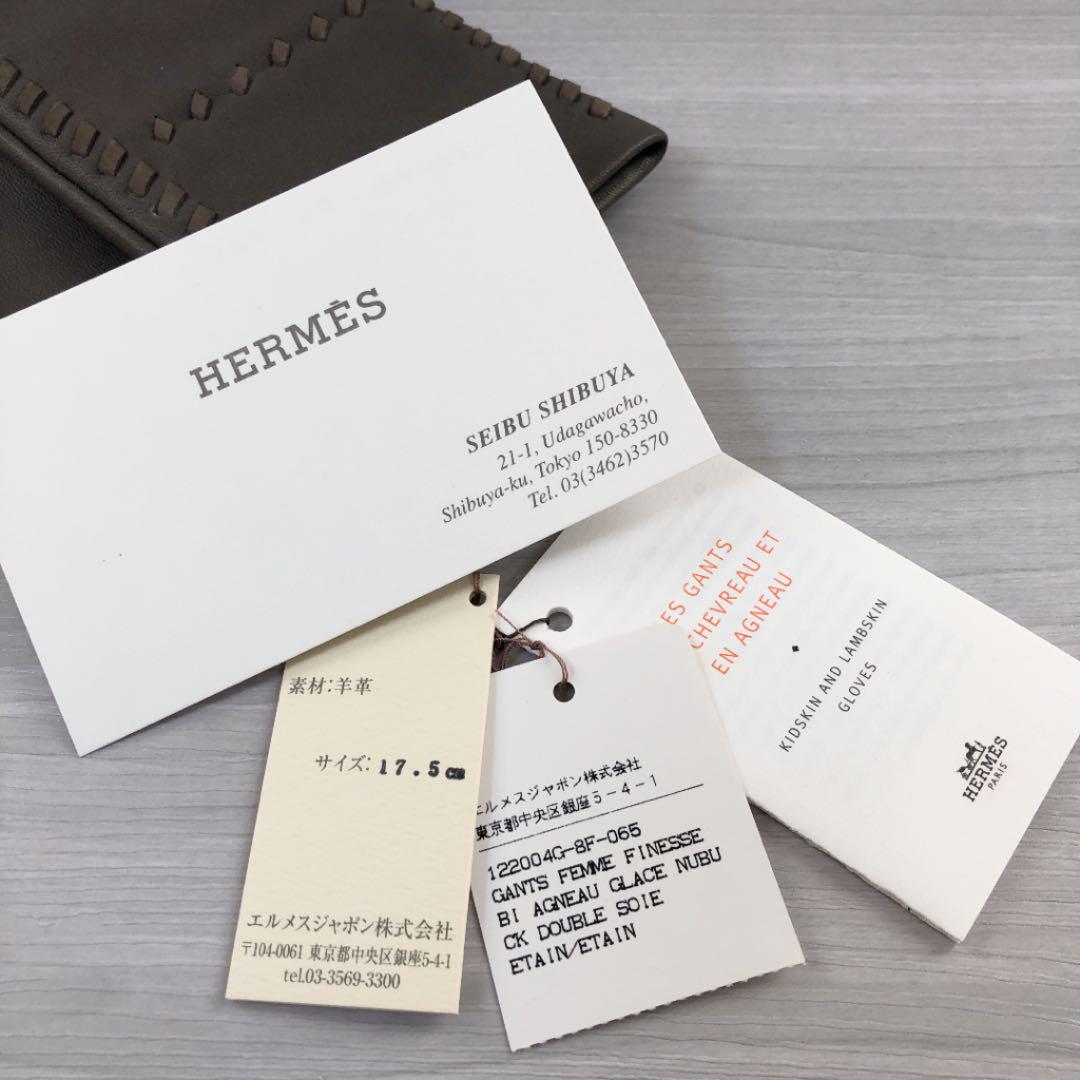 HERMÈS
SEIBU SHIBUYA
21-1, Udagawacho,
Shibuya-ku, Tokyo 150-8330
Tel. 03(3462)3570
素材:羊革
サイズ: 17.5cm
エルメスジャポン株式会社
〒104-0061 東京都中央区銀座5-4-1
tel.03-3569-3300
エルメスジャポン株式会社
東京都中央区銀座5-4-1
122004G-8F-065
GANTS FEMME FINESSE
BI AGNEAU GLACE NUBU
CK DOUBLE SOIE
ETAIN/ETAIN
ES GANTS
CHEVREAU ET
EN AGNEAU
KIDSKIN AND LAMBSKIN
GLOVES
HERMÈS
PARIS